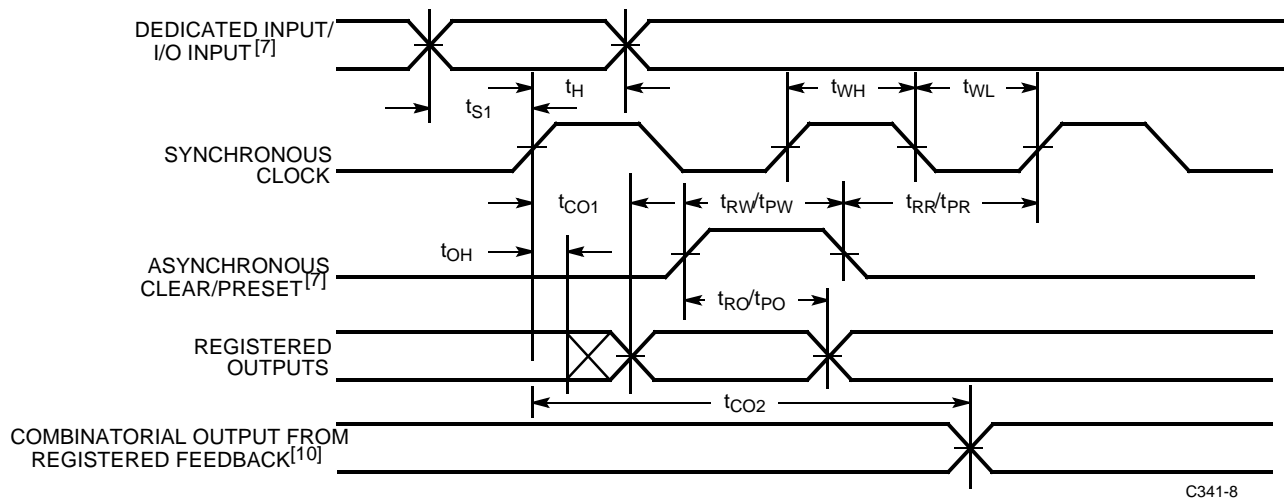 DEDICATED INPUT/
I/O INPUT[7]
tH
tWH
tWL
tS1
SYNCHRONOUS
CLOCK
tCO1
tRW/tPW
tRR/tPR
tOH
ASYNCHRONOUS
CLEAR/PRESET[7]
tRO/tPO
REGISTERED
OUTPUTS
tCO2
COMBINATORIAL OUTPUT FROM
REGISTERED FEEDBACK[10]
C341-8